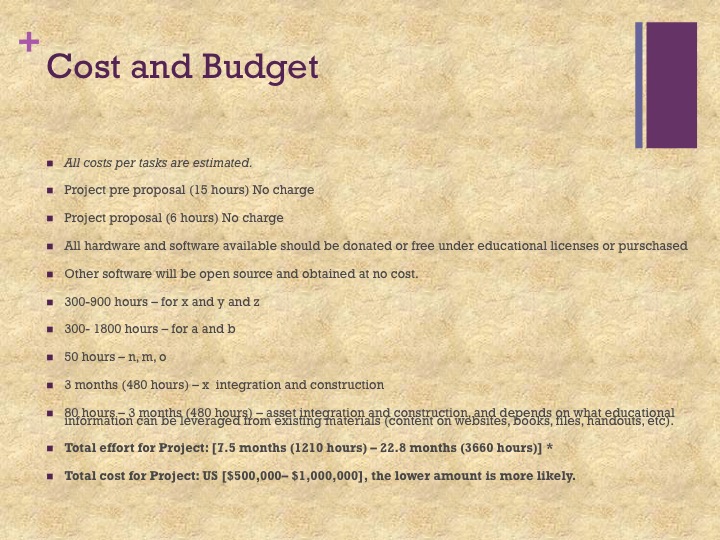 +
Cost and Budget
All costs per tasks are estimated.
Project pre proposal (15 hours) No charge
Project proposal (6 hours) No charge
All hardware and software available should be donated or free under educational licenses or purschased
Other software will be open source and obtained at no cost.
300-900 hours – for x and y and z
300- 1800 hours – for a and b
50 hours – n, m, o
3 months (480 hours) – x  integration and construction
80 hours – 3 months (480 hours) – asset integration and construction, and depends on what educational
information can be leveraged from existing materials (content on websites, books, files, handouts, etc).
Total effort for Project: [7.5 months (1210 hours) – 22.8 months (3660 hours)] *
Total cost for Project: US [$500,000– $1,000,000], the lower amount is more likely.